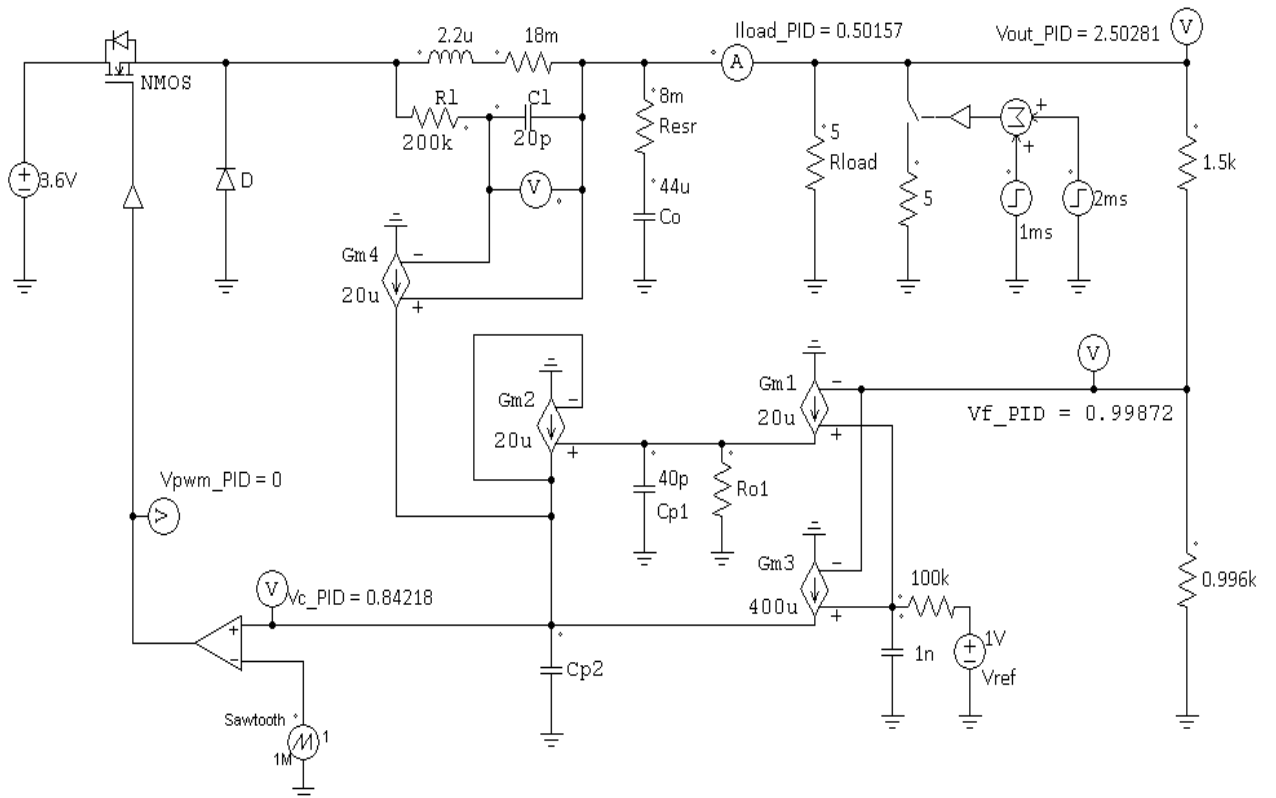 Iload_PID = 0.50157
Vout_PID = 2.50281
V
2.2u
18m
A
NMOS
R1
C1
200k
20p
8m
Resr
5
Rload
Σ
+
+
1.5k
3.6V
D
V
44u
Co
5
2ms
1ms
Gm4
20u
-
+
V
Gm2
20u
-
+
Gm1
20u
-
+
Vf_PID = 0.99872
40p
Cp1
Ro1
Vpwm_PID = 0
V
Gm3
400u
-
+
100k
0.996k
V
Vc_PID = 0.84218
+
-
1n
1V
Vref
Cp2
Sawtooth
1
1M